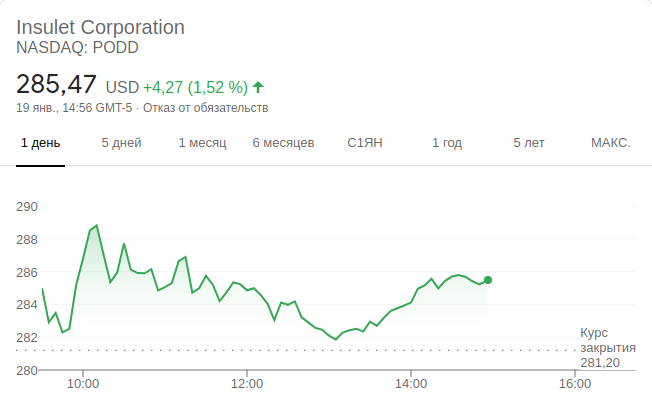 Insulet Corporation
NASDAQ: PODD
285,47 USD +4,27 (1,52 %)
19 янв., 14:56 GMT-5 · Отказ от обязательств
1 день 5 дней 1 месяц 6 месяцев С1ЯН 1 год 5 лет МАКС.
290
288
286
284
282
280
Курс
закрытия
281,20
10:00 12:00 14:00 16:00